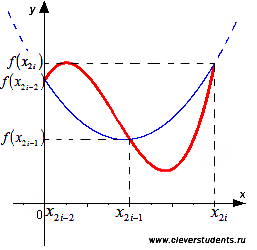 y
f(x₂ᵢ)
f(x₂ᵢ₋₂)
f(x₂ᵢ₋₁)
x
0 x₂ᵢ₋₂ x₂ᵢ₋₁ x₂ᵢ
www.cleverstudents.ru